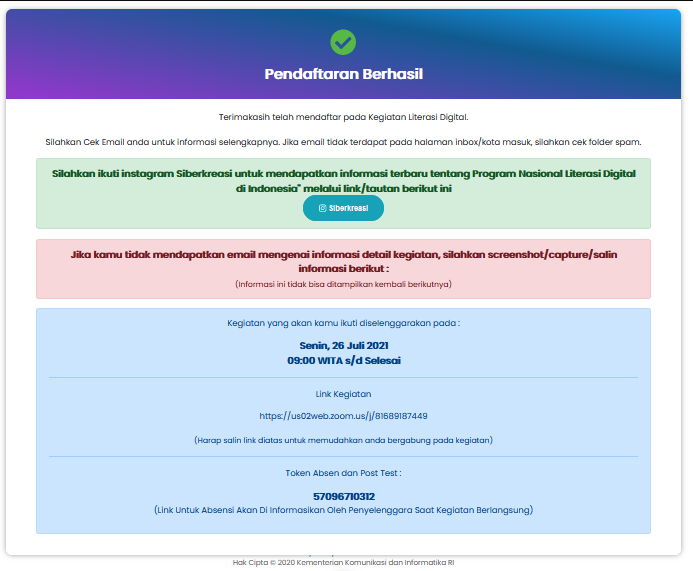 Pendaftaran Berhasil
Terimakasih telah mendaftar pada Kegiatan Literasi Digital.
Silahkan Cek Email anda untuk informasi selengkapnya. Jika email tidak terdapat pada halaman inbox/kota masuk, silahkan cek folder spam.
Silahkan ikuti instagram Siberkreasi untuk mendapatkan informasi terbaru tentang Program Nasional Literasi Digital
di Indonesia" melalui link/tautan berikut ini
Siberkreasi
Jika kamu tidak mendapatkan email mengenai informasi detail kegiatan, silahkan screenshot/capture/salin
informasi berikut :
(Informasi ini tidak bisa ditampilkan kembali berikutnya)
Kegiatan yang akan kamu ikuti diselenggarakan pada :
Senin, 26 Juli 2021
09:00 WITA s/d Selesai
Link Kegiatan
https://us02web.zoom.us/j/81689187449
(Harap salin link diatas untuk memudahkan anda bergabung pada kegiatan)
Token Absen dan Post Test :
57096710312
(Link Untuk Absensi Akan Di Informasikan Oleh Penyelenggara Saat Kegiatan Berlangsung)
Hak Cipta © 2020 Kementerian Komunikasi dan Informatika RI